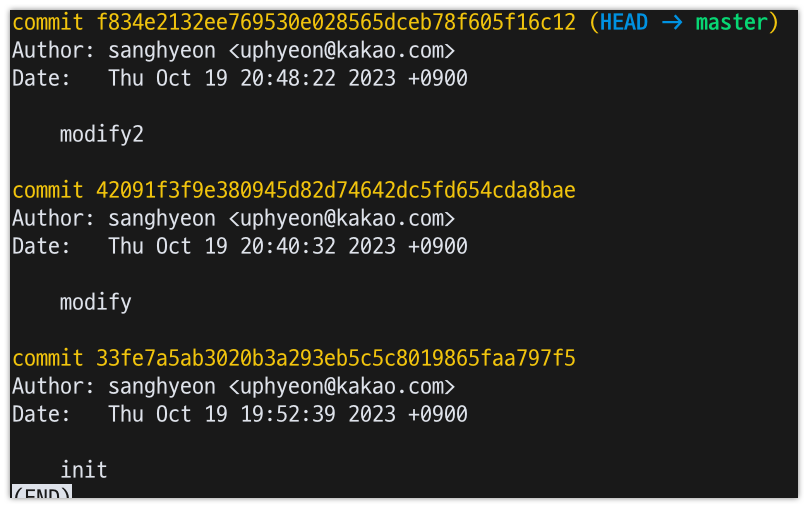 commit f834e2132ee769530e028565dceb78f605f16c12 (HEAD → master)
Author: sanghyeon <uphyeon@kakao.com>
Date:   Thu Oct 19 20:48:22 2023 +0900
modify2
commit 42091f3f9e380945d82d74642dc5fd654cda8bae
Author: sanghyeon <uphyeon@kakao.com>
Date:   Thu Oct 19 20:40:32 2023 +0900
modify
commit 33fe7a5ab3020b3a293eb5c5c8019865faa797f5
Author: sanghyeon <uphyeon@kakao.com>
Date:   Thu Oct 19 19:52:39 2023 +0900
init
(END)